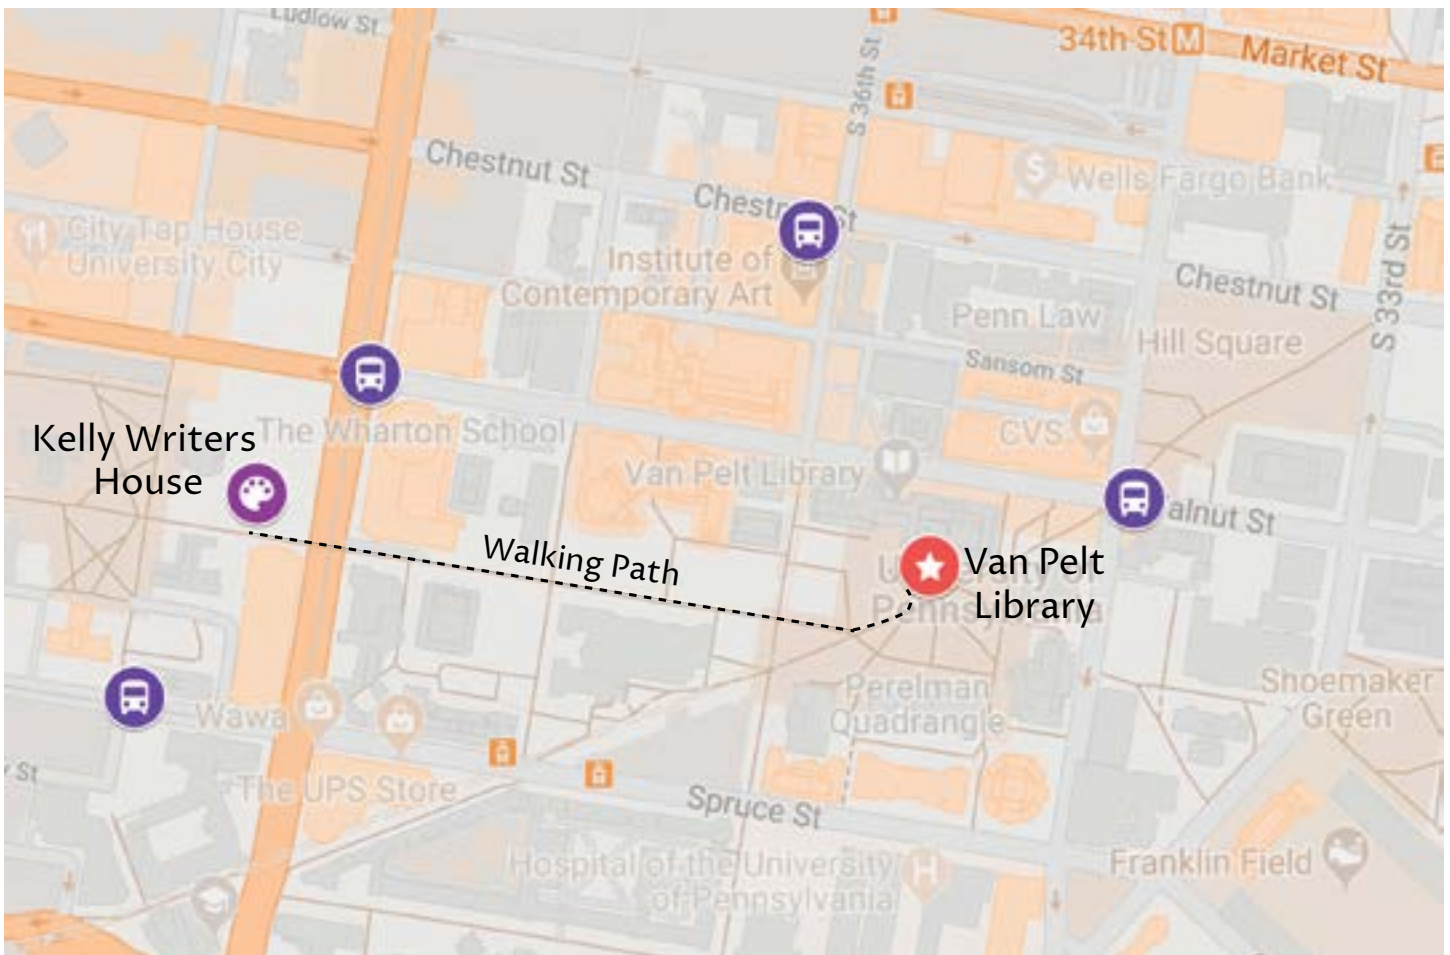 Ludlow St
34th St M
Market St
S 36th St
Chestnut St
Chestnut St
Wells Fargo Bank
City Tap House
University City
Institute of
Contemporary Art
Chestnut St
S 33rd St
Penn Law
Hill Square
Sansom St
CVS
Kelly Writers
House
The Wharton School
Van Pelt Library
alnut St
Walking Path
Van Pelt
Library
Pennsylvania
Perelman
Quadrangle
Shoemaker
Green
Wawa
St
The UPS Store
Spruce St
Hospital of the University
of Pennsylvania
H
Franklin Field